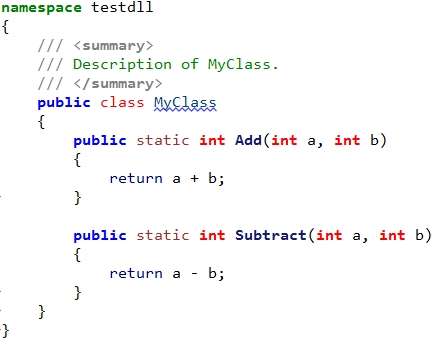 namespace testdll
{
    /// <summary>
    /// Description of MyClass.
    /// </summary>
    public class MyClass
    {
        public static int Add(int a, int b)
        {
            return a + b;
        }

        public static int Subtract(int a, int b)
        {
            return a - b;
        }
    }
}